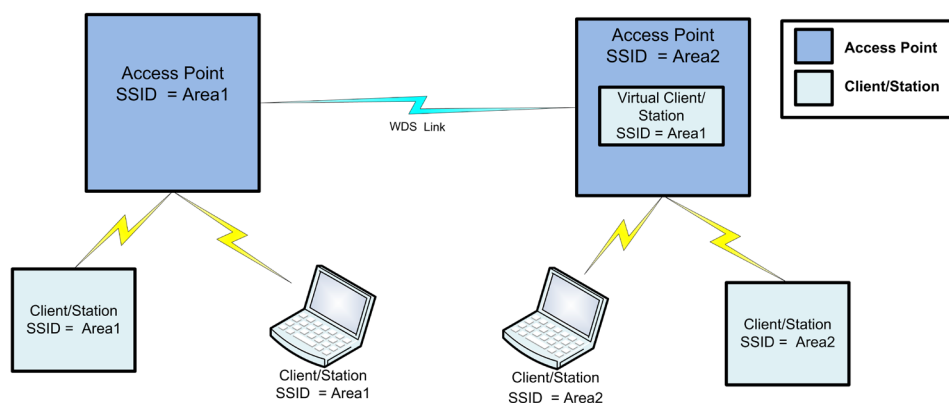 Access Point
SSID = Area1
WDS Link
Access Point
SSID = Area2
Virtual Client/
Station
SSID = Area1
Access Point
Client/Station
Client/Station
SSID = Area1
Client/Station
SSID = Area1
Client/Station
SSID = Area2
Client/Station
SSID = Area2